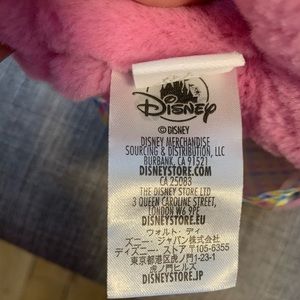 Disney
© DISNEY
DISNEY MERCHANDISE
SOURCING & DISTRIBUTION, LLC
BURBANK, CA 91521
DISNEYSTORE.COM
CA 25083
THE DISNEY STORE LTD
3 QUEEN CAROLINE STREET,
LONDON W6 9PE
DISNEYSTORE.EU
ウォルト・ディ
ズニー・ジャパン株式会社
ディズニー・ストア 〒105-6355
東京都港区虎ノ門1-23-1
虎ノ門ヒルズ
DISNEYSTORE.JP